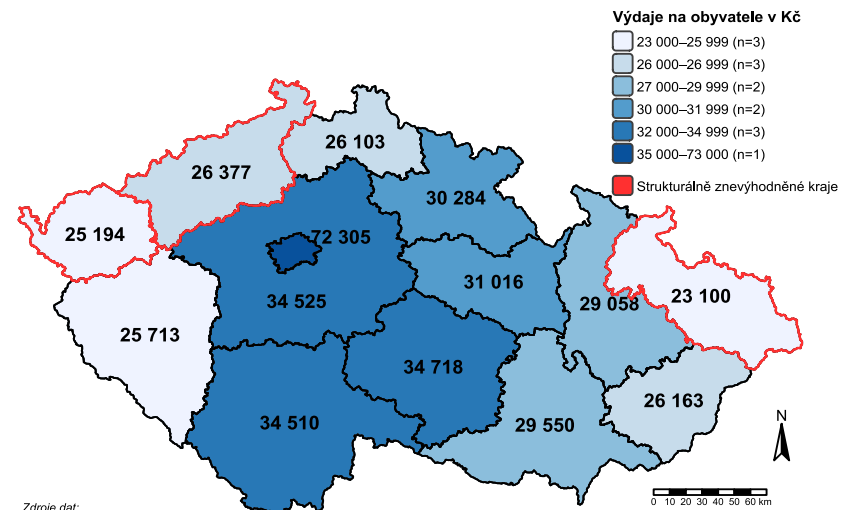 Výdaje na obyvatele v Kč
23 000–25 999 (n=3)
26 000–26 999 (n=3)
27 000–29 999 (n=2)
30 000–31 999 (n=2)
32 000–34 999 (n=3)
35 000–73 000 (n=1)
Strukturálně znevýhodněné kraje
26 103
26 377
30 284
25 194
72 305
31 016
34 525
29 058
23 100
25 713
34 718
26 163
34 510
29 550
N
0 10 20 30 40 50 60 km
Zdroje dat: